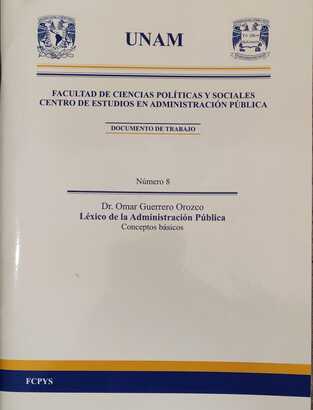 UNAM
FACULTAD DE CIENCIAS POLÍTICAS Y SOCIALES
CENTRO DE ESTUDIOS EN ADMINISTRACIÓN PÚBLICA
DOCUMENTO DE TRABAJO
Número 8
Dr. Omar Guerrero Orozco
Léxico de la Administración Pública
Conceptos básicos
FCPYS